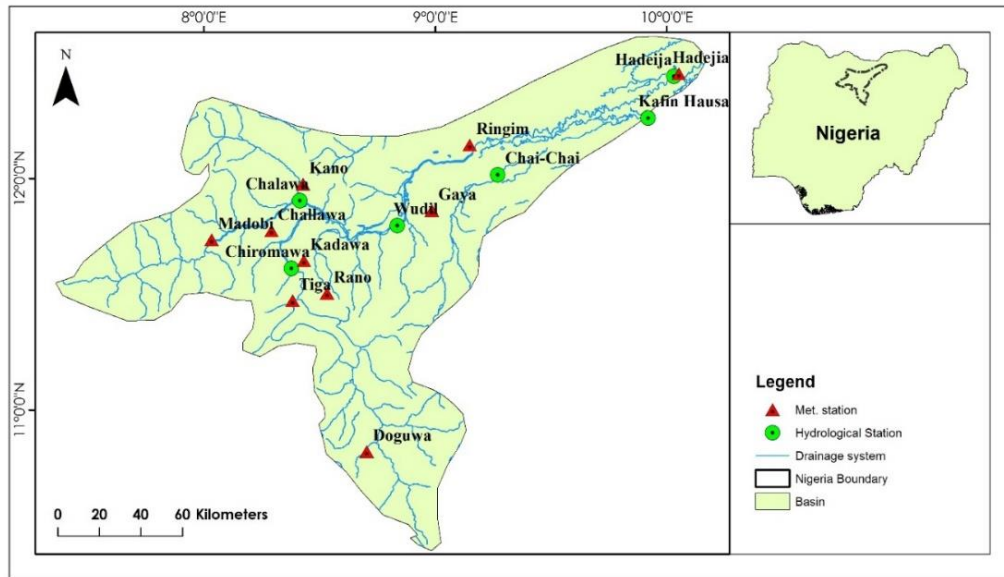 8°0'0"E
9°0'0"E
10°0'0"E
N
Hadeija
Hadejia
Kafin Hausa
Ringim
Chai-Chai
12°0'0"N
Kano
Chalawa
Gaya
Wudil
Madobi
Challawa
Chiromawa
Kadawa
Tiga
Rano
11°0'0"N
Doguwa
0 20 40 60 Kilometers
Nigeria
Legend
Met. station
Hydrological Station
Drainage system
Nigeria Boundary
Basin